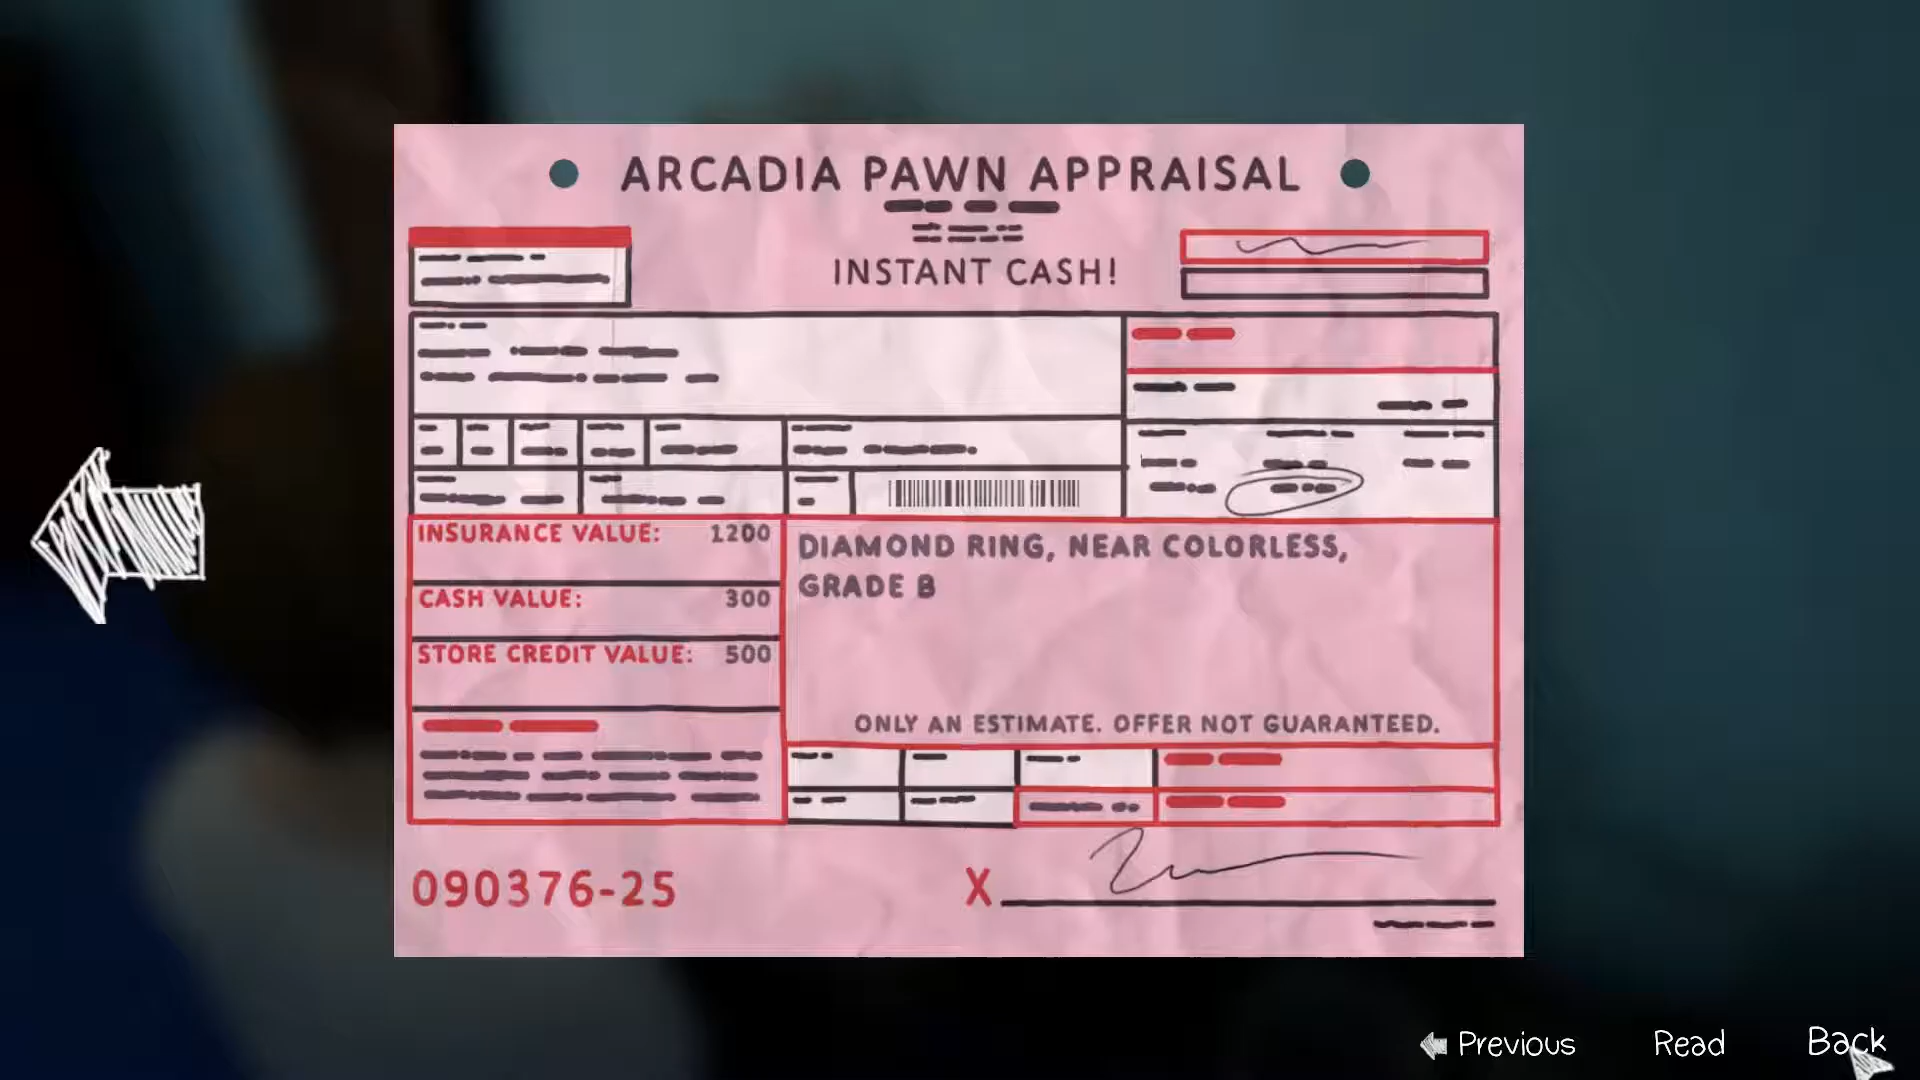 ARCADIA PAWN APPRAISAL
INSTANT CASH!
INSURANCE VALUE: 1200
CASH VALUE: 300
STORE CREDIT VALUE: 500
DIAMOND RING, NEAR COLORLESS,
GRADE B
ONLY AN ESTIMATE. OFFER NOT GUARANTEED.
090376-25
X
Previous
Read
Back